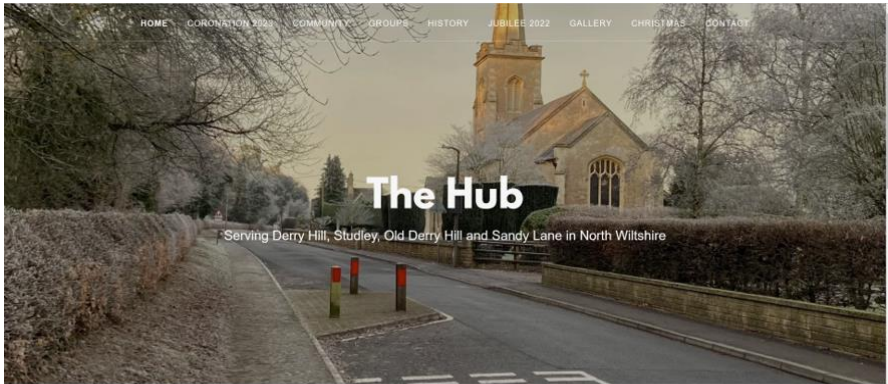 HOME CORONATION 2023 COMMUNITY GROUPS HISTORY JUBILEE 2022 GALLERY CHRISTMAS CONTACT
The Hub
Serving Derry Hill, Studley, Old Derry Hill and Sandy Lane in North Wiltshire